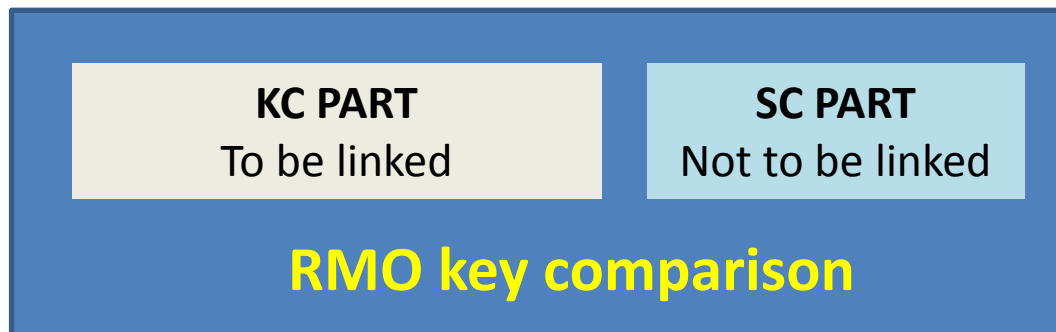 KC PART
To be linked
SC PART
Not to be linked
RMO key comparison